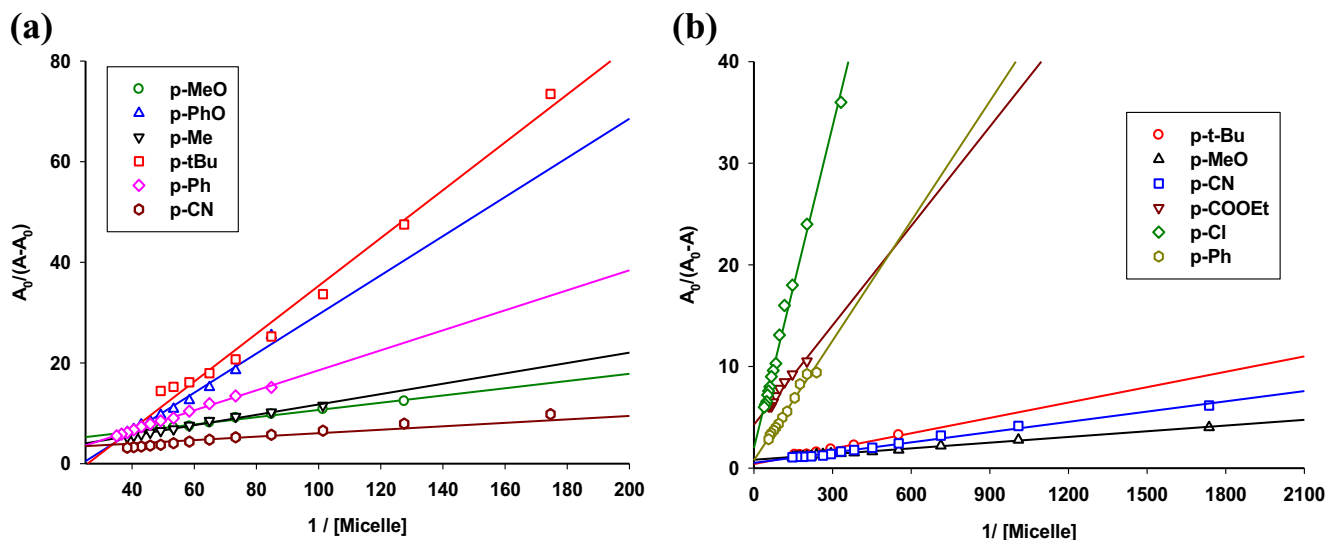 (a)
A₀/(A-A₀)
80
60
40
20
0
p-MeO
p-PhO
p-Me
p-tBu
p-Ph
p-CN
40 60 80 100 120 140 160 180 200
1 / [Micelle]
(b)
A₀/(A₀-A)
40
30
20
10
0
p-t-Bu
p-MeO
p-CN
p-COOEt
p-Cl
p-Ph
0 300 600 900 1200 1500 1800 2100
1/ [Micelle]